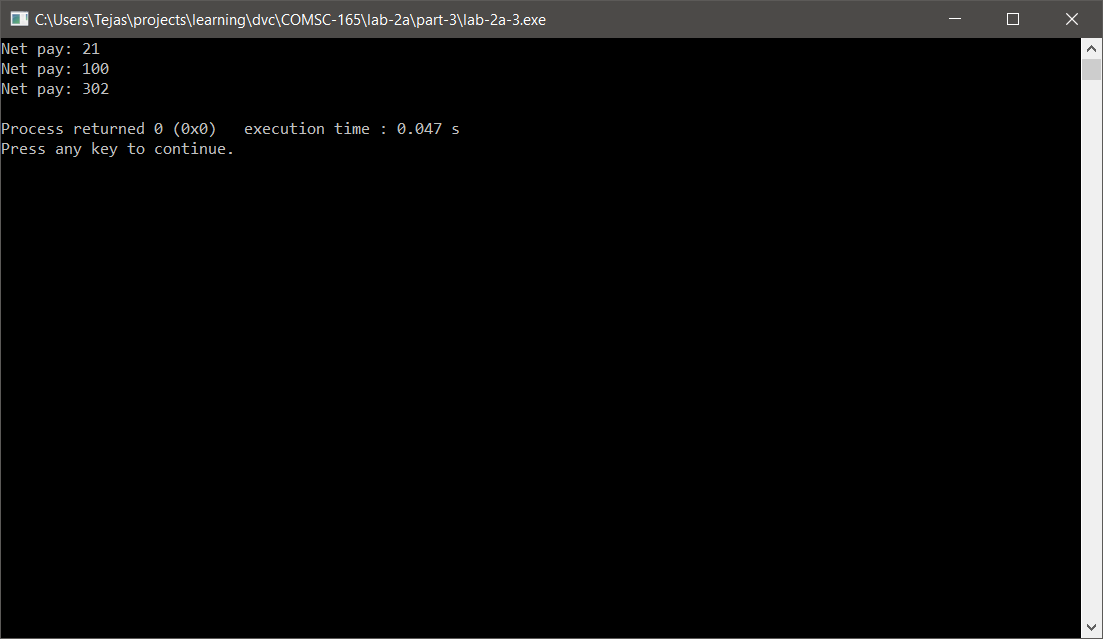 C:\Users\Tejas\projects\learning\dvc\COMSC-165\lab-2a\part-3\lab-2a-3.exe
Net pay: 21
Net pay: 100
Net pay: 302
Process returned 0 (0x0)   execution time : 0.047 s
Press any key to continue.